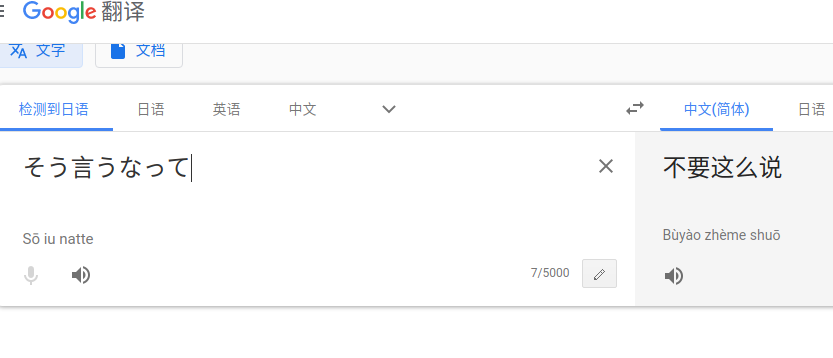 Google 翻译
文字 文档
检测到日语 日语 英语 中文 中文(简体) 日语
そう言うなって 不要这么说
Sō iu natte Bùyào zhème shuō
7/5000